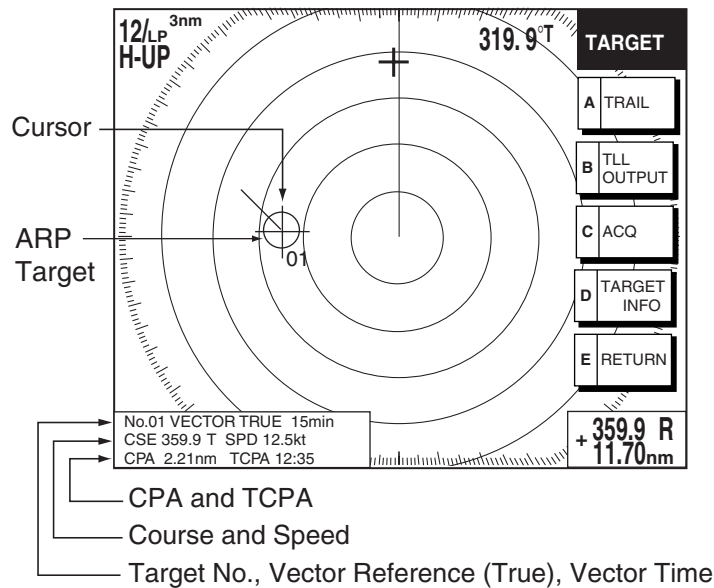 12/LP 3nm
H-UP
319.9°T
TARGET
A TRAIL
B TLL
OUTPUT
C ACQ
D TARGET
INFO
E RETURN
Cursor
ARP
Target
01
No.01 VECTOR TRUE 15min
CSE 359.9 T SPD 12.5kt
CPA 2.21nm TCPA 12:35
+ 359.9 R
11.70nm
CPA and TCPA
Course and Speed
Target No., Vector Reference (True), Vector Time